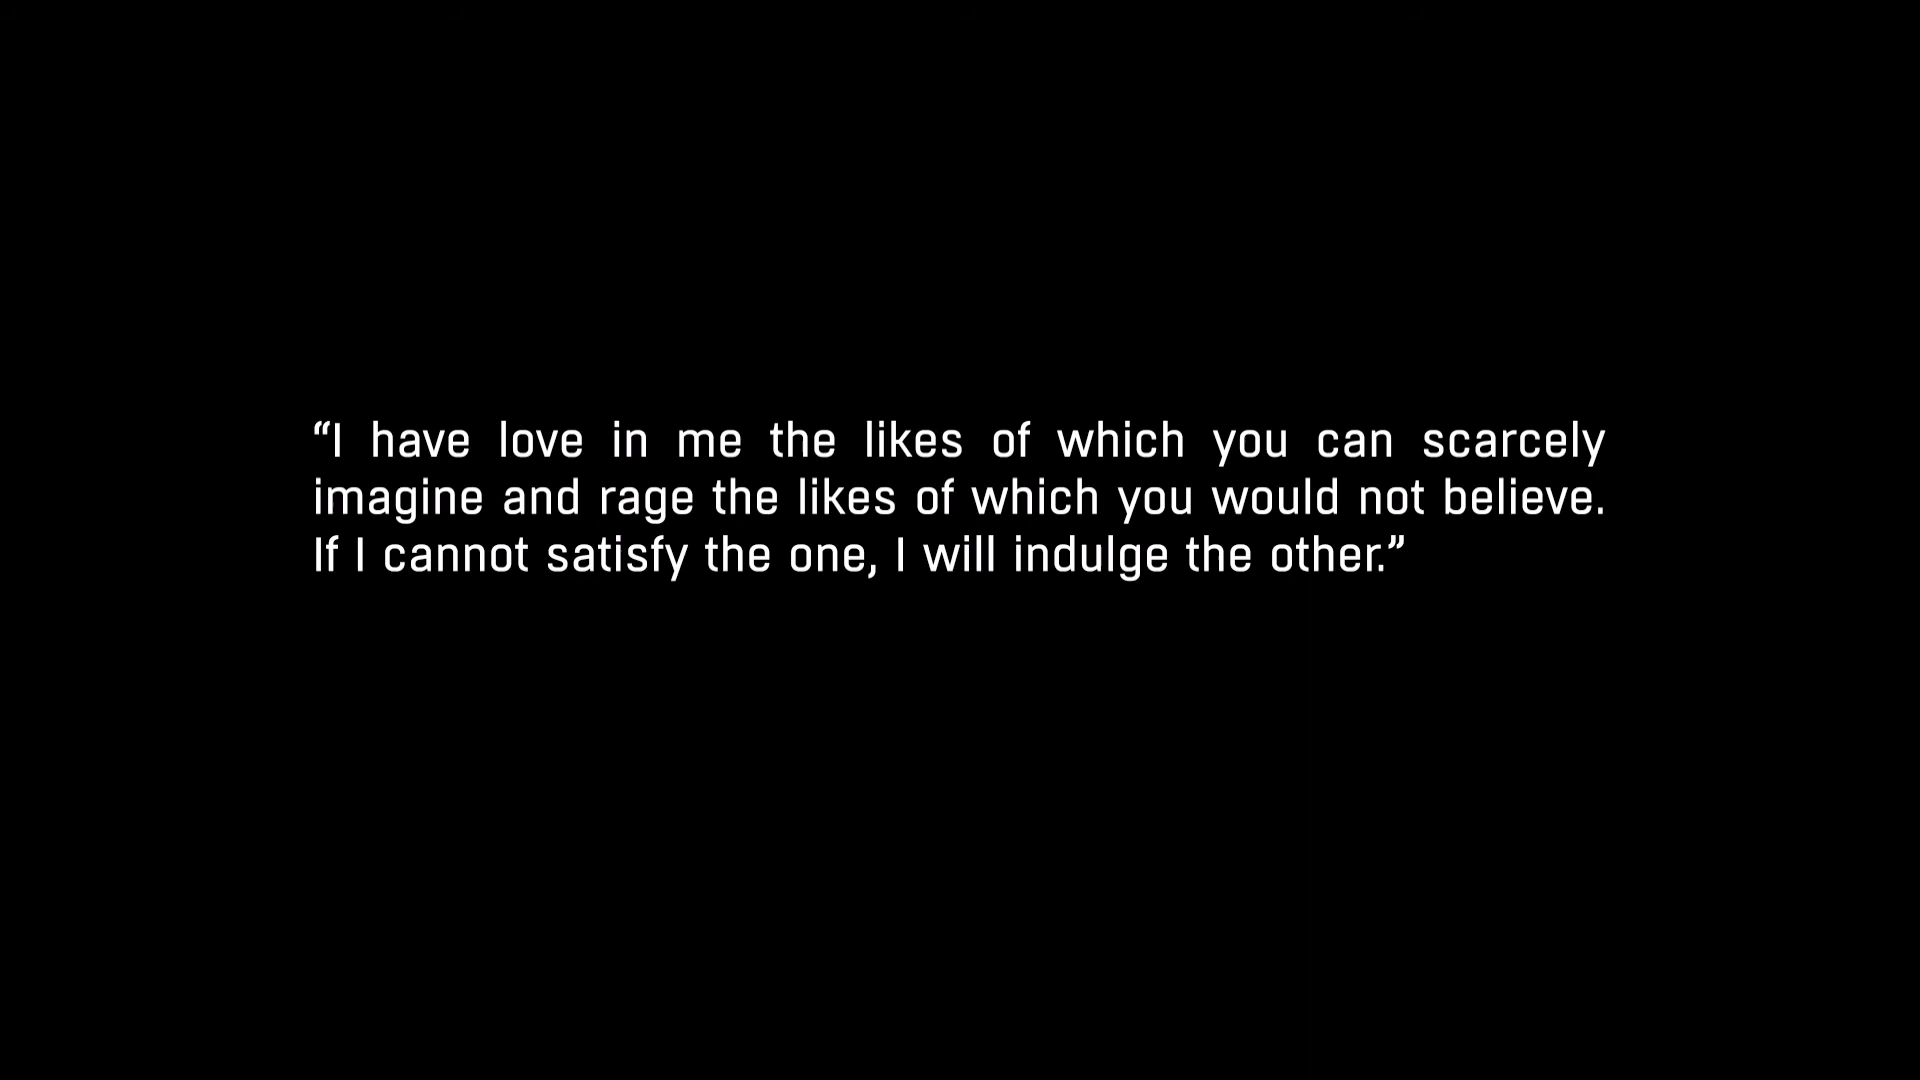 “I have love in me the likes of which you can scarcely
imagine and rage the likes of which you would not believe.
If I cannot satisfy the one, I will indulge the other.”